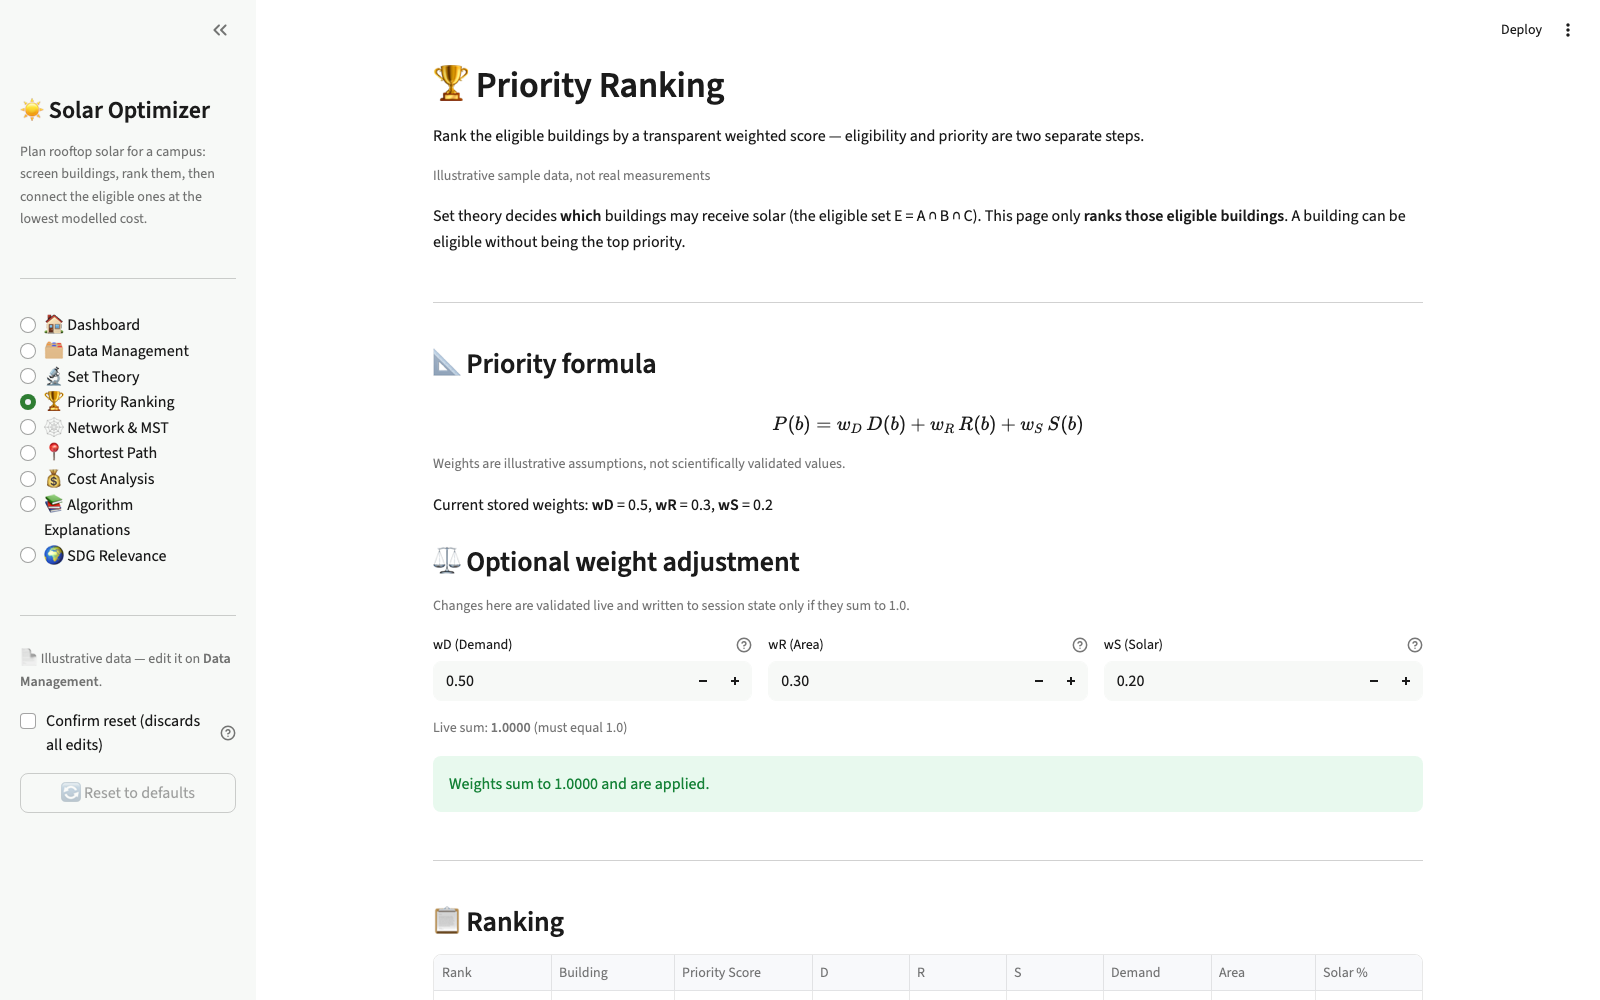 Deploy
Solar Optimizer
Plan rooftop solar for a campus:
screen buildings, rank them, then
connect the eligible ones at the
lowest modelled cost.
Dashboard
Data Management
Set Theory
Priority Ranking
Network & MST
Shortest Path
Cost Analysis
Algorithm
Explanations
SDG Relevance
Illustrative data — edit it on Data
Management.
Confirm reset (discards
all edits)
Reset to defaults
Priority Ranking
Rank the eligible buildings by a transparent weighted score — eligibility and priority are two separate steps.
Illustrative sample data, not real measurements
Set theory decides which buildings may receive solar (the eligible set E = A ∩ B ∩ C). This page only ranks those eligible buildings. A building can be
eligible without being the top priority.
Priority formula
P(b) = w_D D(b) + w_R R(b) + w_S S(b)
Weights are illustrative assumptions, not scientifically validated values.
Current stored weights: wD = 0.5, wR = 0.3, wS = 0.2
Optional weight adjustment
Changes here are validated live and written to session state only if they sum to 1.0.
wD (Demand) wR (Area) wS (Solar)
0.50 − + 0.30 − + 0.20 − +
Live sum: 1.0000 (must equal 1.0)
Weights sum to 1.0000 and are applied.
Ranking
Rank Building Priority Score D R S Demand Area Solar %